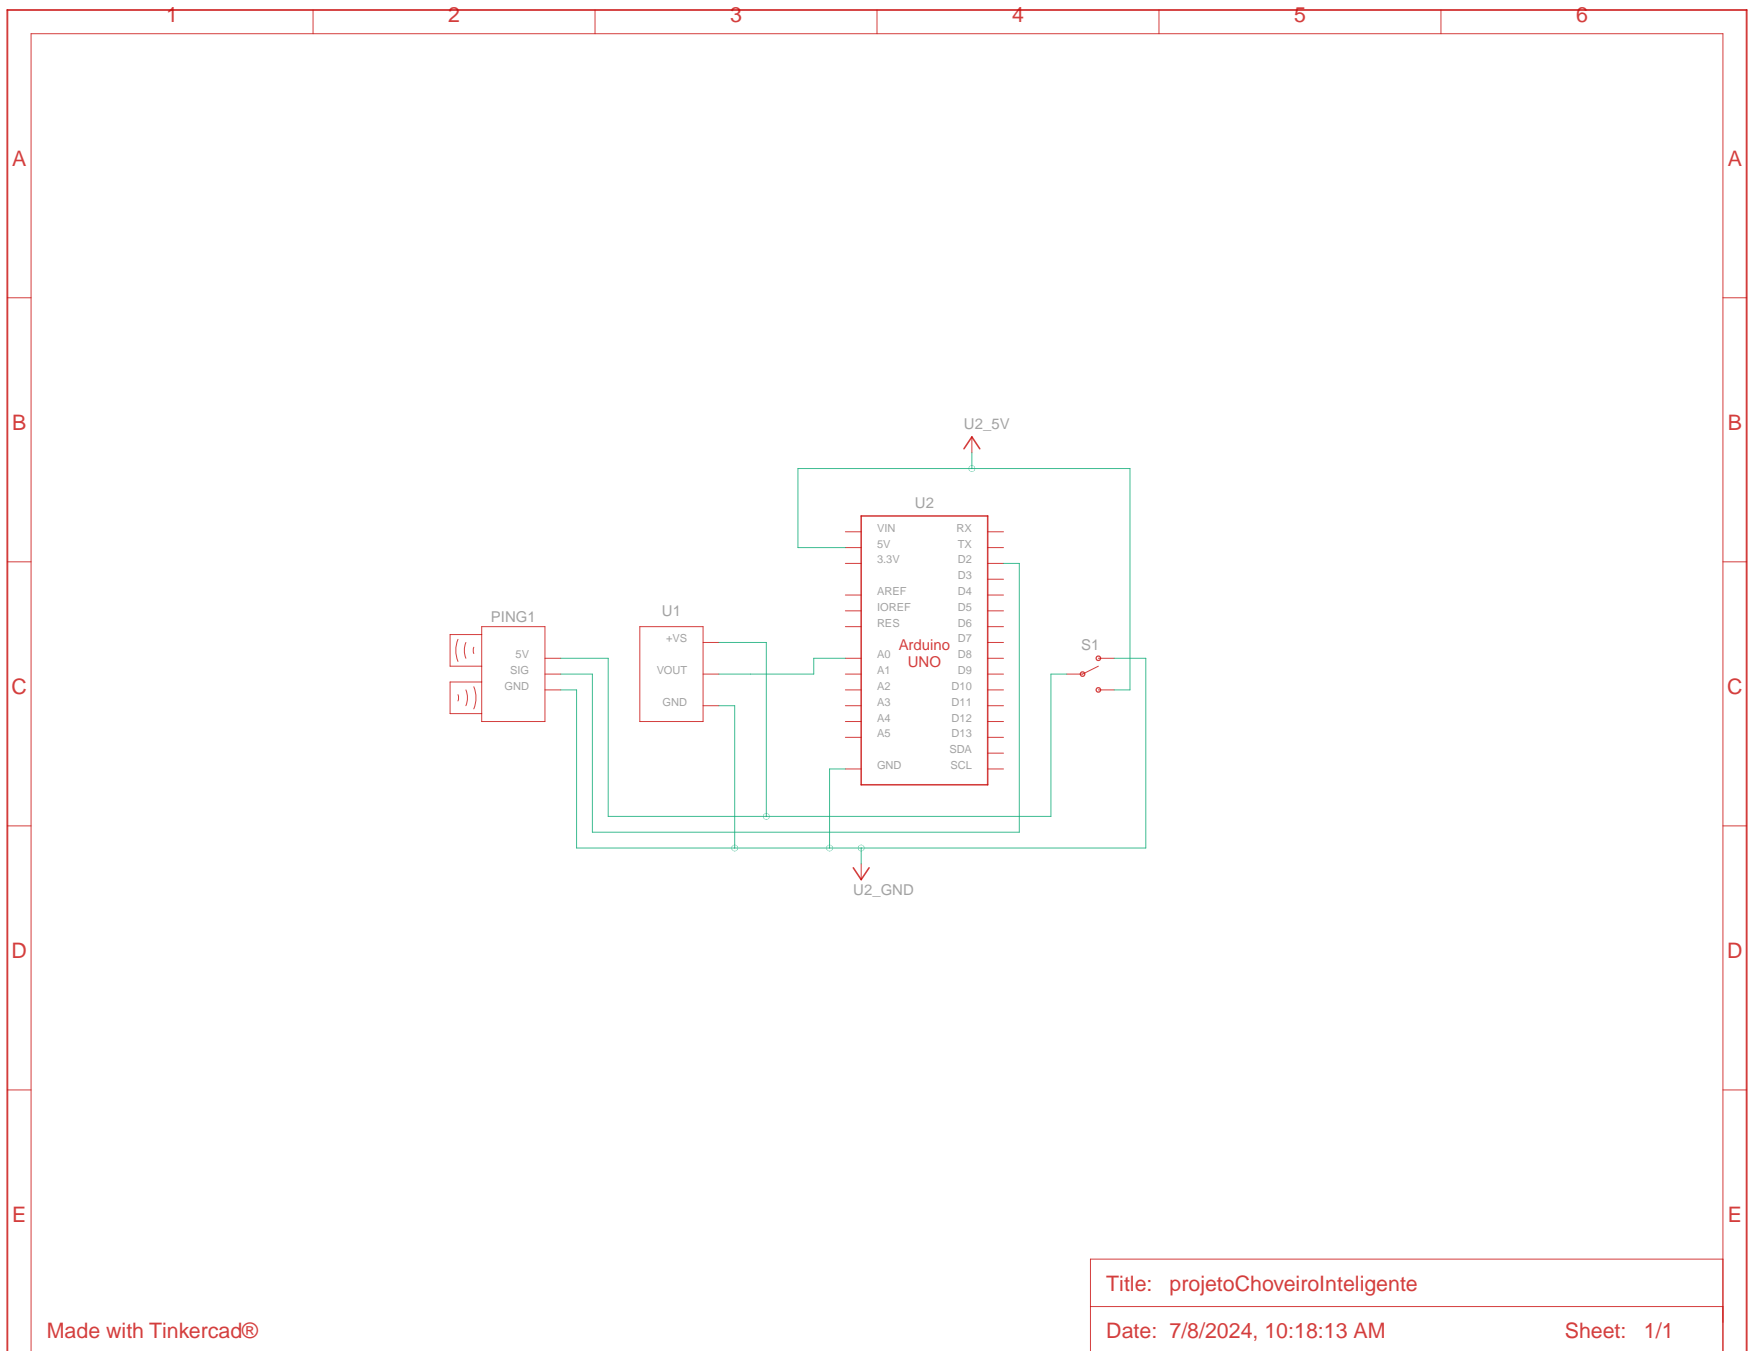 1 2 3 4 5 6
A A
B B
U2_5V
U2
VIN RX
5V TX
3.3V D2
D3
AREF D4
IOREF D5
RES D6
D7
A0 D8
A1 D9
A2 D10
A3 D11
A4 D12
A5 D13
SDA
GND SCL
Arduino
UNO
PING1
5V
SIG
GND
U1
+VS
VOUT
GND
S1
C C
U2_GND
D D
E E
Title: projetoChoveiroInteligente
Made with Tinkercad®
Date: 7/8/2024, 10:18:13 AM Sheet: 1/1